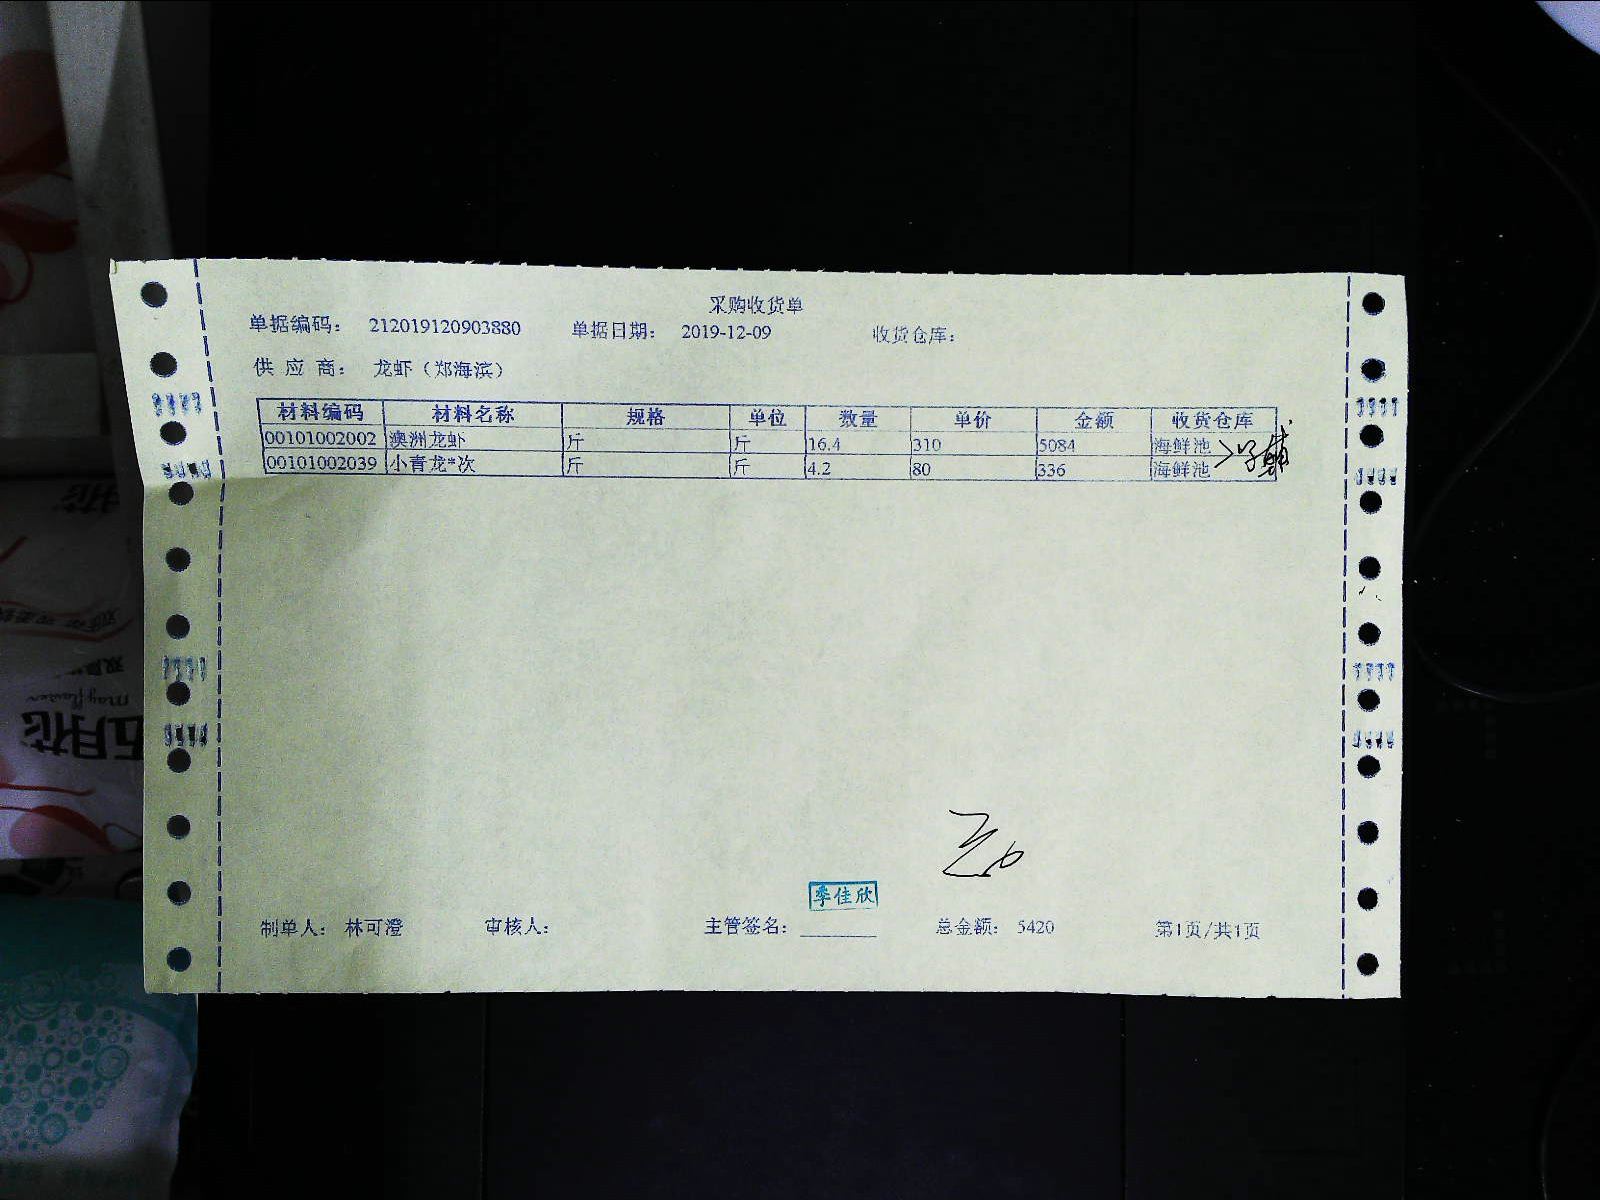 采购收货单
单据编码: 212019120903880 单据日期: 2019-12-09 收货仓库:
供 应 商: 龙虾（郑海滨）
材料编码 材料名称 规格 单位 数量 单价 金额 收货仓库
00101002002 澳洲龙虾 斤 斤 16.4 310 5084 海鲜池
00101002039 小青龙*次 斤 斤 4.2 80 336 海鲜池
季佳欣
制单人: 林可澄 审核人: 主管签名: 总金额: 5420 第1页/共1页
五月花
mayflower